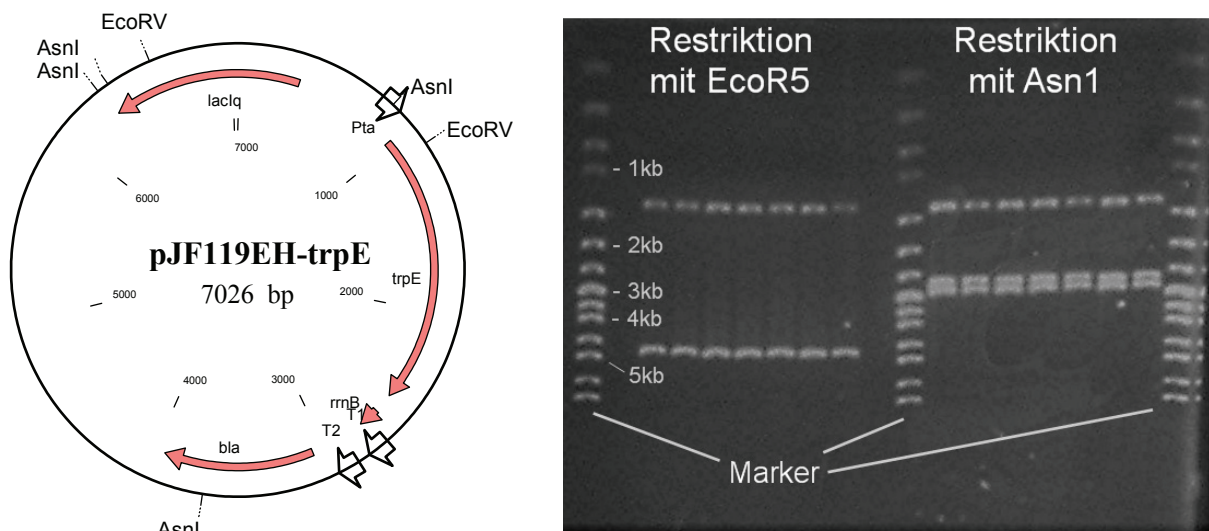 EcoRV
AsnI
AsnI
lacIq
AsnI
Pta
EcoRV
7000
1000
6000
pJF119EH-trpE
7026 bp
trpE
5000
2000
4000
3000
rrnB
T1
T2
bla
AsnI
Restriktion
mit EcoR5
Restriktion
mit Asn1
- 1kb
- 2kb
- 3kb
- 4kb
5kb
Marker